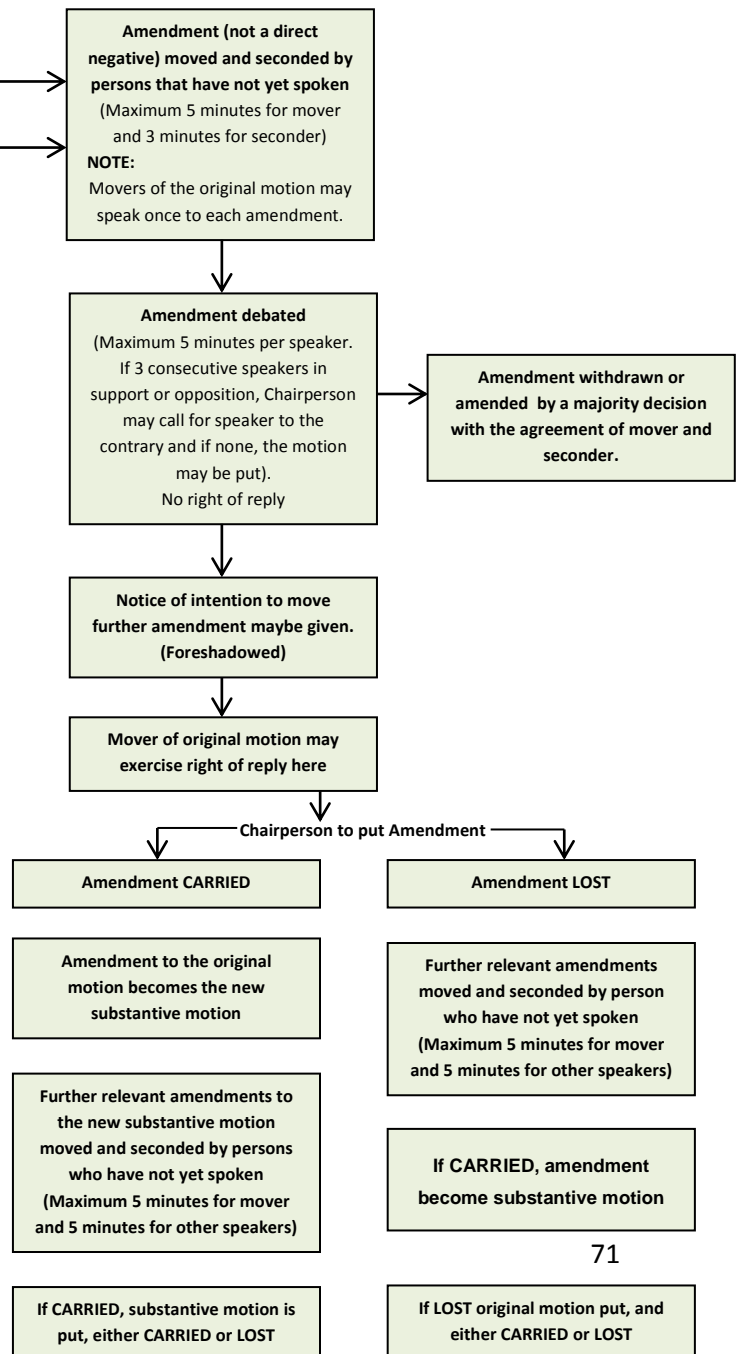 Amendment (not a direct
negative) moved and seconded by
persons that have not yet spoken
(Maximum 5 minutes for mover
and 3 minutes for seconder)
NOTE:
Movers of the original motion may
speak once to each amendment.
Amendment debated
(Maximum 5 minutes per speaker.
If 3 consecutive speakers in
support or opposition, Chairperson
may call for speaker to the
contrary and if none, the motion
may be put).
No right of reply
Amendment withdrawn or
amended by a majority decision
with the agreement of mover and
seconder.
Notice of intention to move
further amendment maybe given.
(Foreshadowed)
Mover of original motion may
exercise right of reply here
Chairperson to put Amendment
Amendment CARRIED
Amendment to the original
motion becomes the new
substantive motion
Further relevant amendments to
the new substantive motion
moved and seconded by persons
who have not yet spoken
(Maximum 5 minutes for mover
and 5 minutes for other speakers)
If CARRIED, substantive motion is
put, either CARRIED or LOST
Amendment LOST
Further relevant amendments
moved and seconded by person
who have not yet spoken
(Maximum 5 minutes for mover
and 5 minutes for other speakers)
If CARRIED, amendment
become substantive motion
71
If LOST original motion put, and
either CARRIED or LOST